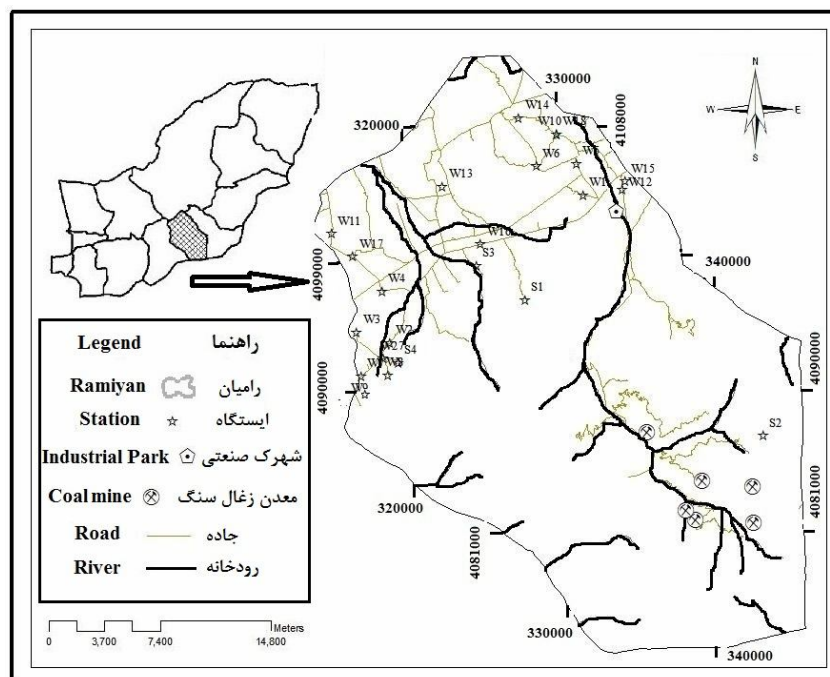 N
W E
S
330000
320000
4108000
W14
W10
W6
W15
W12
W13
W11
W17
S3
S1
340000
4099000
W4
W3
W2
S4
4090000
W9
4090000
S2
320000
4081000
4081000
330000
340000
Legend راهنما
Ramiyan رامیان
Station ایستگاه
Industrial Park شهرک صنعتی
Coal mine معدن زغال سنگ
Road جاده
River رودخانه
Meters
0 3,700 7,400 14,800